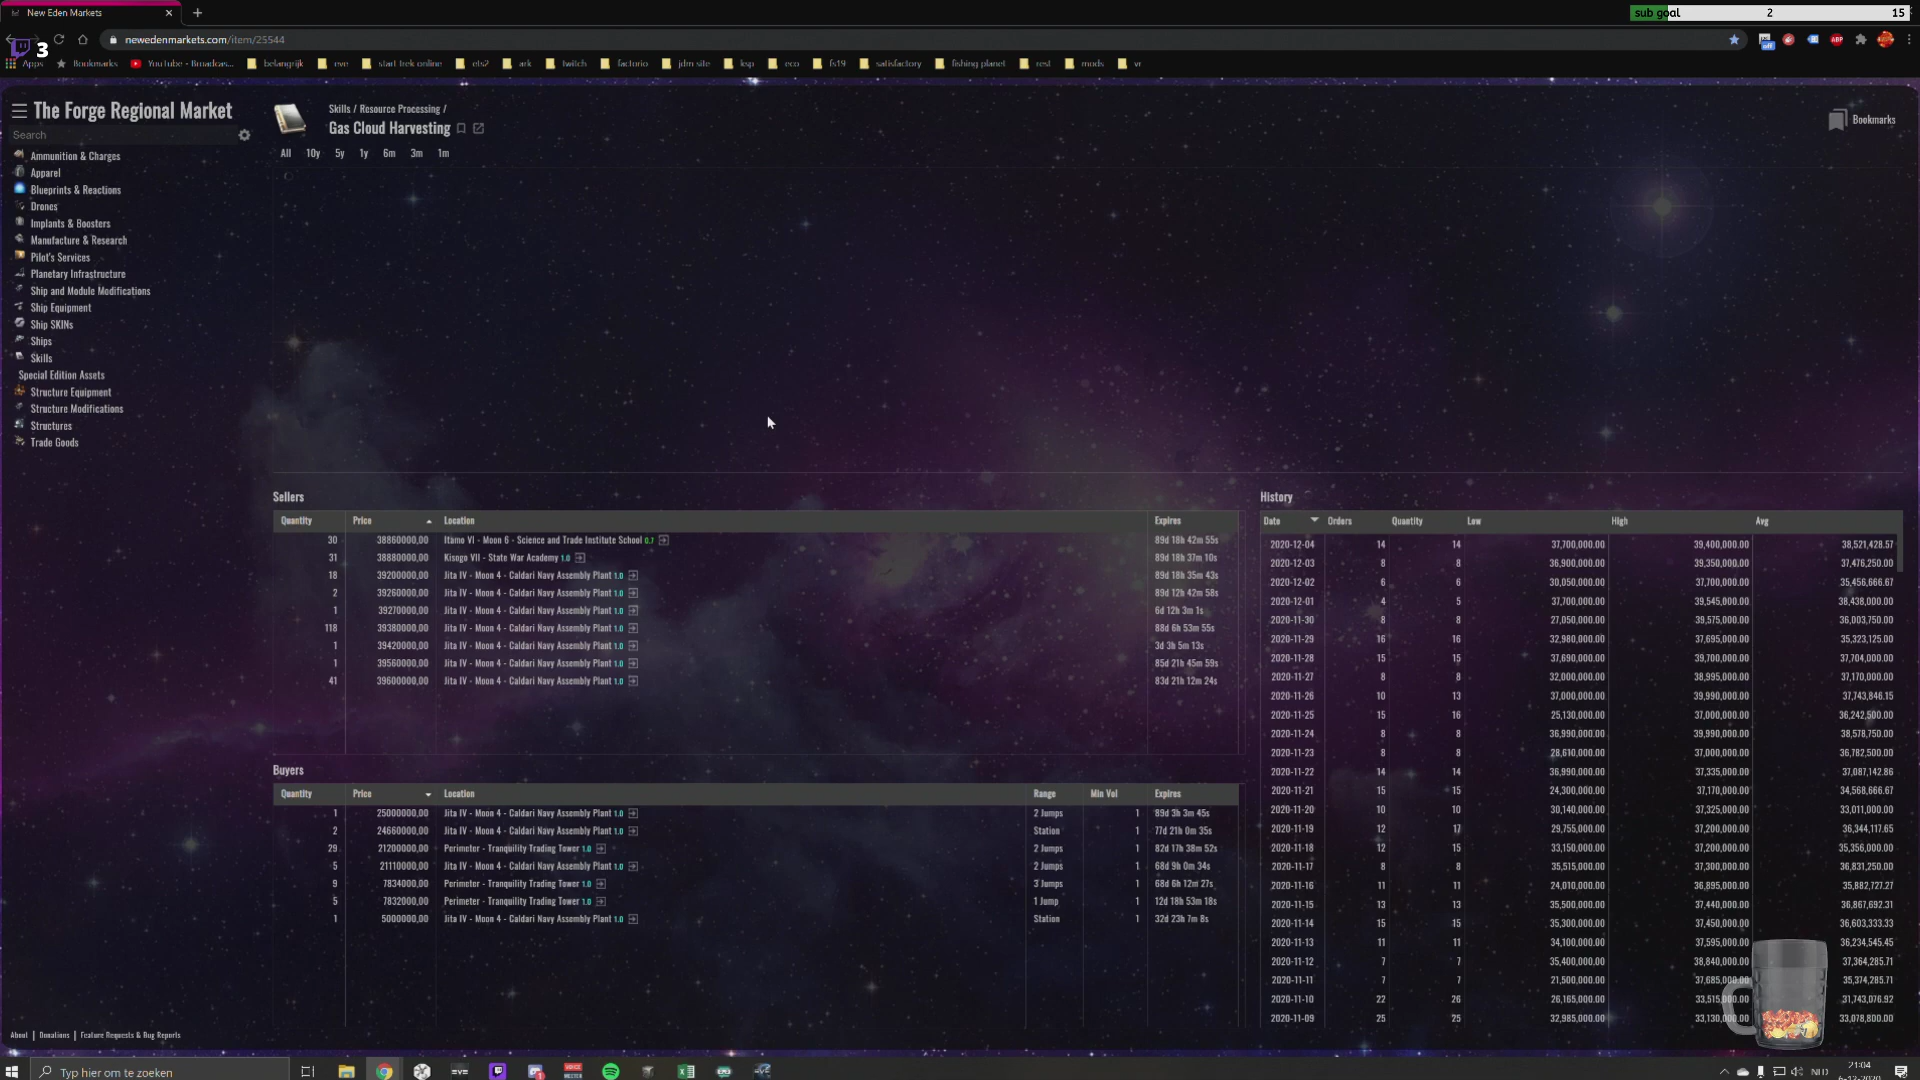 New Eden Markets
sub goal 2 15
newedenmarkets.com/item/25544
3
Apps Bookmarks YouTube - Broadcas... belangrijk eve start trek online ets2 ark twitch factorio jdm site ksp eco fs19 satisfactory fishing planet rest mods vr
The Forge Regional Market
Search
Ammunition & Charges
Apparel
Blueprints & Reactions
Drones
Implants & Boosters
Manufacture & Research
Pilot's Services
Planetary Infrastructure
Ship and Module Modifications
Ship Equipment
Ship SKINs
Ships
Skills
Special Edition Assets
Structure Equipment
Structure Modifications
Structures
Trade Goods
Skills / Resource Processing /
Gas Cloud Harvesting
Bookmarks
All 10y 5y 1y 6m 3m 1m
Sellers
Quantity Price Location Expires
30 38860000,00 Itamo VI - Moon 6 - Science and Trade Institute School 0.7 89d 18h 42m 55s
31 38880000,00 Kisogo VII - State War Academy 1.0 89d 18h 37m 10s
18 39200000,00 Jita IV - Moon 4 - Caldari Navy Assembly Plant 1.0 89d 18h 35m 43s
2 39260000,00 Jita IV - Moon 4 - Caldari Navy Assembly Plant 1.0 89d 12h 42m 58s
1 39270000,00 Jita IV - Moon 4 - Caldari Navy Assembly Plant 1.0 6d 12h 3m 1s
118 39380000,00 Jita IV - Moon 4 - Caldari Navy Assembly Plant 1.0 88d 6h 53m 55s
1 39420000,00 Jita IV - Moon 4 - Caldari Navy Assembly Plant 1.0 3d 3h 5m 13s
1 39560000,00 Jita IV - Moon 4 - Caldari Navy Assembly Plant 1.0 85d 21h 45m 59s
41 39600000,00 Jita IV - Moon 4 - Caldari Navy Assembly Plant 1.0 83d 21h 12m 24s
Buyers
Quantity Price Location Range Min Vol Expires
1 25000000,00 Jita IV - Moon 4 - Caldari Navy Assembly Plant 1.0 2 Jumps 1 89d 3h 3m 45s
2 24660000,00 Jita IV - Moon 4 - Caldari Navy Assembly Plant 1.0 Station 1 77d 21h 0m 35s
29 21200000,00 Perimeter - Tranquility Trading Tower 1.0 2 Jumps 1 82d 17h 38m 52s
5 21110000,00 Jita IV - Moon 4 - Caldari Navy Assembly Plant 1.0 2 Jumps 1 68d 9h 0m 34s
9 7834000,00 Perimeter - Tranquility Trading Tower 1.0 3 Jumps 1 68d 6h 12m 27s
5 7832000,00 Perimeter - Tranquility Trading Tower 1.0 1 Jump 1 12d 18h 53m 18s
1 5000000,00 Jita IV - Moon 4 - Caldari Navy Assembly Plant 1.0 Station 1 32d 23h 7m 8s
History
Date Orders Quantity Low High Avg
2020-12-04 14 14 37,700,000.00 39,400,000.00 38,521,428.57
2020-12-03 8 8 36,900,000.00 39,350,000.00 37,476,250.00
2020-12-02 6 6 30,050,000.00 37,700,000.00 35,456,666.67
2020-12-01 4 5 37,700,000.00 39,545,000.00 38,438,000.00
2020-11-30 8 8 27,050,000.00 39,575,000.00 36,003,750.00
2020-11-29 16 16 32,980,000.00 37,695,000.00 35,323,125.00
2020-11-28 15 15 37,690,000.00 39,700,000.00 37,704,000.00
2020-11-27 8 8 32,000,000.00 38,995,000.00 37,170,000.00
2020-11-26 10 13 37,000,000.00 39,990,000.00 37,743,846.15
2020-11-25 15 16 25,130,000.00 37,000,000.00 36,242,500.00
2020-11-24 8 8 36,990,000.00 39,990,000.00 38,578,750.00
2020-11-23 8 8 28,610,000.00 37,000,000.00 36,782,500.00
2020-11-22 14 14 36,990,000.00 37,335,000.00 37,087,142.86
2020-11-21 15 15 24,300,000.00 37,170,000.00 34,568,666.67
2020-11-20 10 10 30,140,000.00 37,325,000.00 33,011,000.00
2020-11-19 12 17 29,755,000.00 37,200,000.00 36,344,117.65
2020-11-18 12 15 33,150,000.00 37,200,000.00 35,356,000.00
2020-11-17 8 8 35,515,000.00 37,300,000.00 36,831,250.00
2020-11-16 11 11 24,010,000.00 36,895,000.00 35,882,727.27
2020-11-15 13 13 35,500,000.00 37,440,000.00 36,867,692.31
2020-11-14 15 15 35,300,000.00 37,450,000.00 36,603,333.33
2020-11-13 11 11 34,100,000.00 37,595,000.00 36,234,545.45
2020-11-12 7 7 35,400,000.00 38,840,000.00 37,364,285.71
2020-11-11 7 7 21,500,000.00 37,685,000.00 35,374,285.71
2020-11-10 22 26 26,165,000.00 33,515,000.00 31,743,076.92
2020-11-09 25 25 32,985,000.00 33,130,000.00 33,078,800.00
About | Donations | Feature Requests & Bug Reports
Typ hier om te zoeken
21:04